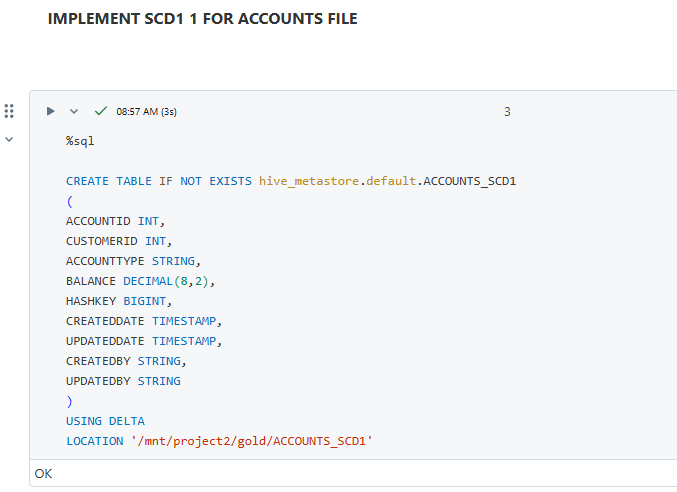 IMPLEMENT SCD1 1 FOR ACCOUNTS FILE
08:57 AM (3s)
3
%sql
CREATE TABLE IF NOT EXISTS hive_metastore.default.ACCOUNTS_SCD1
(
ACCOUNTID INT,
CUSTOMERID INT,
ACCOUNTTYPE STRING,
BALANCE DECIMAL(8,2),
HASHKEY BIGINT,
CREATEDDATE TIMESTAMP,
UPDATEDDATE TIMESTAMP,
CREATEDBY STRING,
UPDATEDBY STRING
)
USING DELTA
LOCATION '/mnt/project2/gold/ACCOUNTS_SCD1'
OK